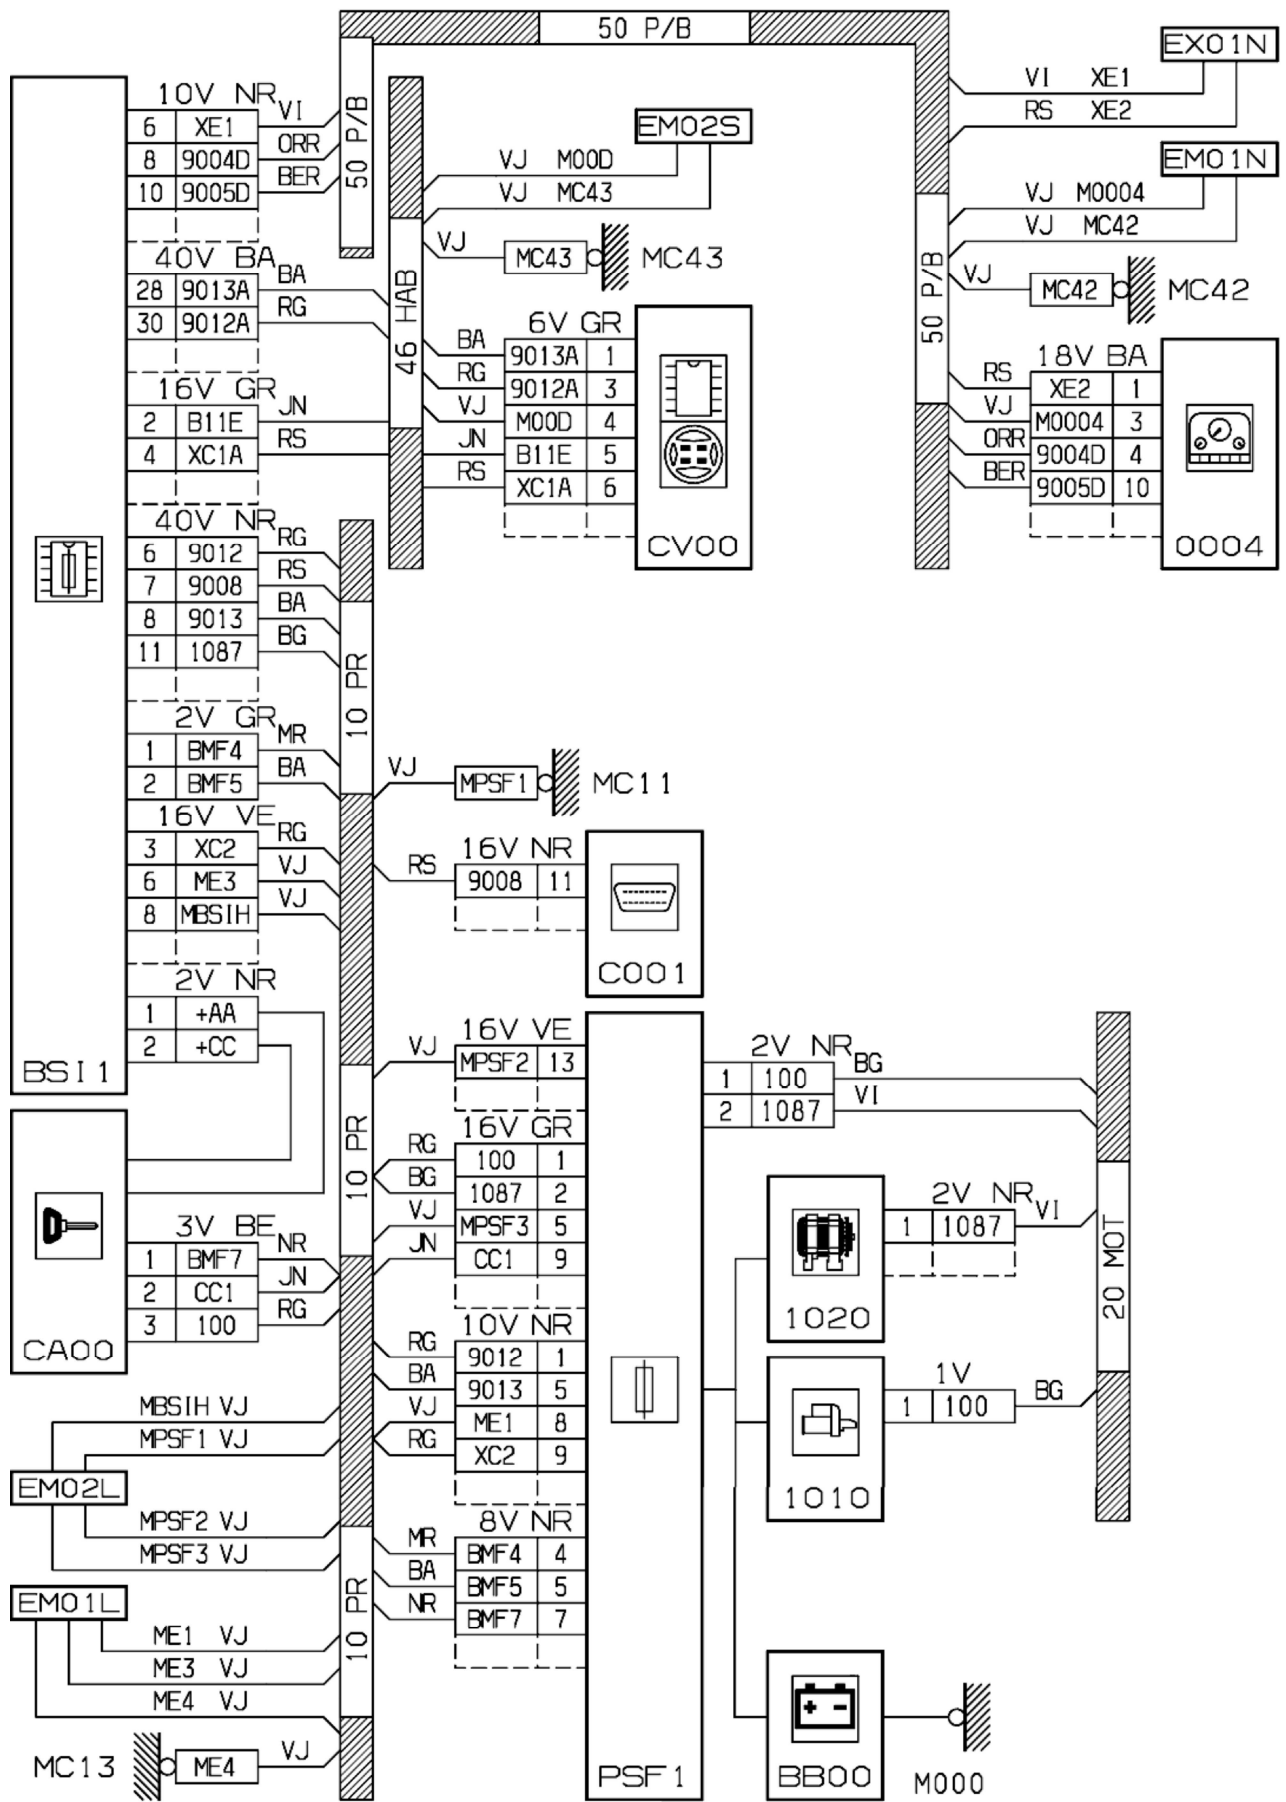 50 P/B
EX01N
VI XE1
RS XE2
EM01N
VJ M0004
VJ MC42
VJ
MC42
MC42
50 P/B
18V BA
RS XE2 1
VJ M0004 3
ORR 9004D 4
BER 9005D 10
0004
10V NR
6 XE1 VI
8 9004D ORR
10 9005D BER
50 P/B
40V BA
28 9013A BA
30 9012A RG
16V GR
2 B11E JN
4 XC1A RS
46 HAB
EM02S
VJ M00D
VJ MC43
VJ
MC43
MC43
6V GR
BA 9013A 1
RG 9012A 3
VJ M00D 4
JN B11E 5
RS XC1A 6
CV00
40V NR
6 9012 RG
7 9008 RS
8 9013 BA
11 1087 BG
10 PR
2V GR
1 BMF4 MR
2 BMF5 BA
16V VE
3 XC2 RG
6 ME3 VJ
8 MBSIH VJ
2V NR
1 +AA
2 +CC
BSI1
VJ MPSF1
MC11
16V NR
RS 9008 11
C001
16V VE
VJ MPSF2 13
16V GR
RG 100 1
BG 1087 2
VJ MPSF3 5
JN CC1 9
10 PR
3V BE
1 BMF7 NR
2 CC1 JN
3 100 RG
CA00
10V NR
RG 9012 1
BA 9013 5
VJ ME1 8
RG XC2 9
8V NR
MR BMF4 4
BA BMF5 5
NR BMF7 7
PSF1
2V NR
1 100 BG
2 1087 VI
2V NR
1 1087 VI
1020
20 MOT
1V
1 100 BG
1010
BB00
M000
MBSIH VJ
MPSF1 VJ
EM02L
MPSF2 VJ
MPSF3 VJ
EM01L
ME1 VJ
ME3 VJ
ME4 VJ
10 PR
MC13
ME4
VJ